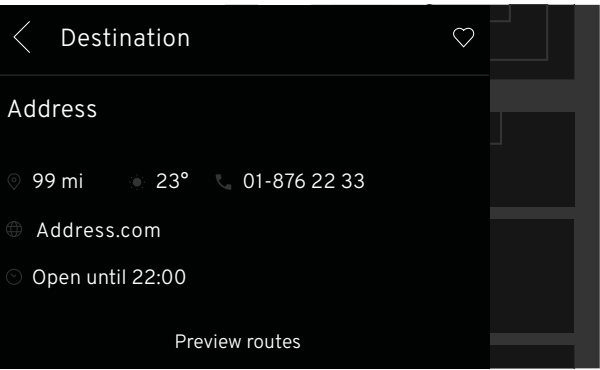 Destination
Address
99 mi 23° 01-876 22 33
Address.com
Open until 22:00
Preview routes